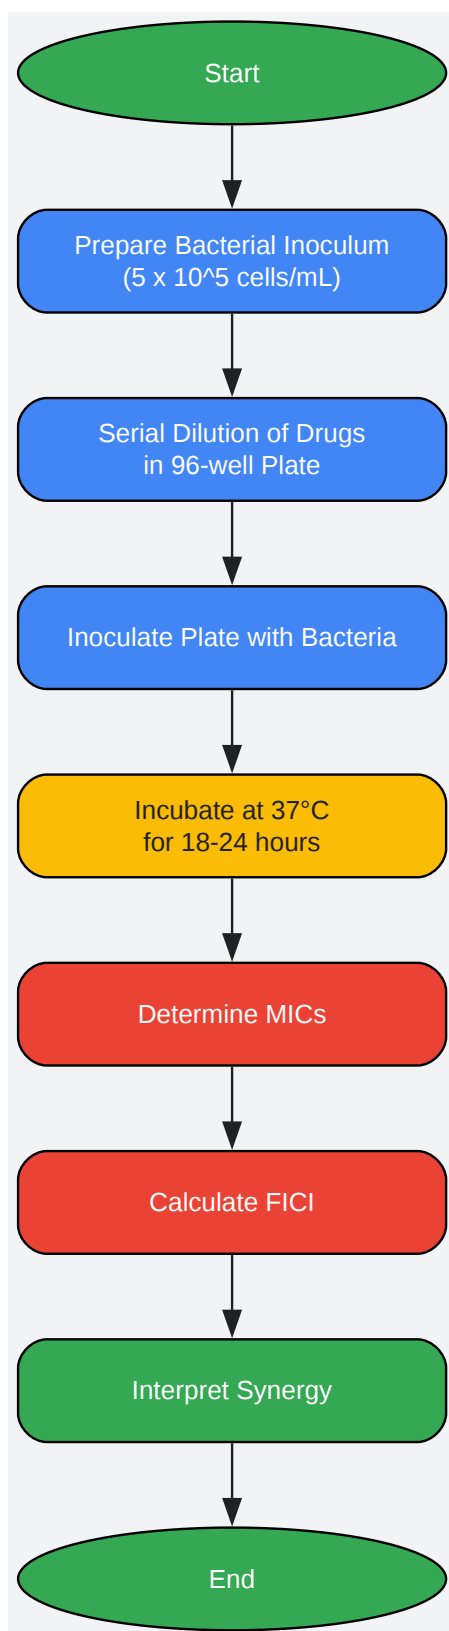 Start
Prepare Bacterial Inoculum
(5 x 10^5 cells/mL)
Serial Dilution of Drugs
in 96-well Plate
Inoculate Plate with Bacteria
Incubate at 37°C
for 18-24 hours
Determine MICs
Calculate FICI
Interpret Synergy
End